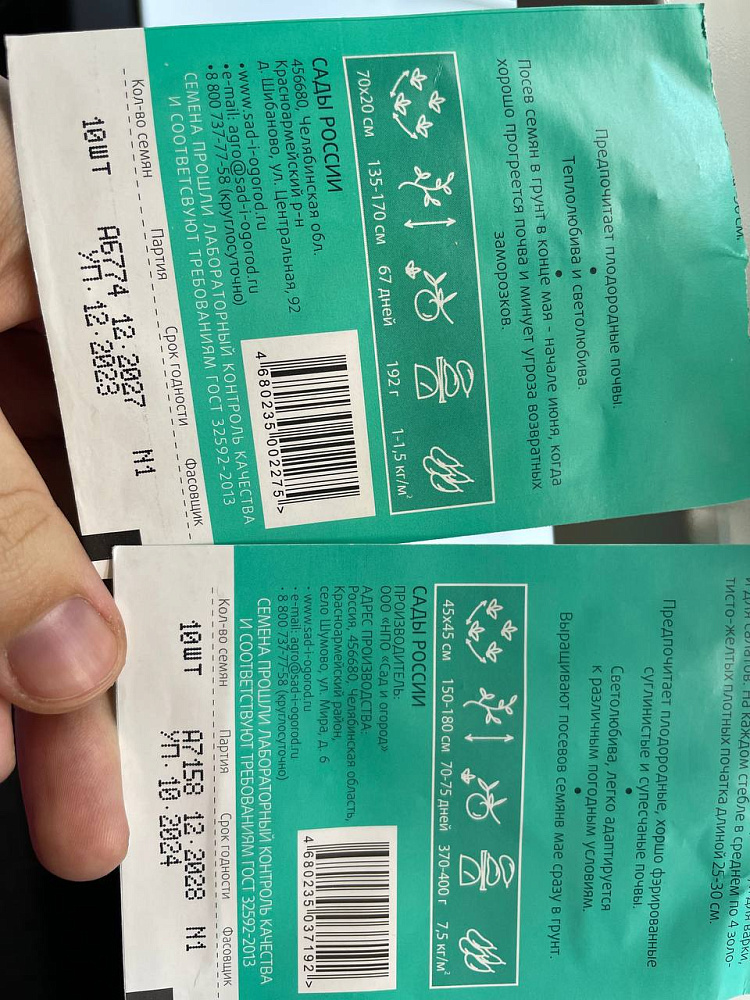 Предпочитает плодородные почвы.
•
Теплолюбива и светолюбива.
•
Посев семян в грунт в конце мая - начале июня, когда
хорошо прогреется почва и минует угроза возвратных
заморозков.
70x20 см 135-170 см 67 дней 192 г 1-1,5 кг/м²
САДЫ РОССИИ
456680, Челябинская обл.
Красноармейский р-н
д. Шибаново, ул. Центральная, 92
• www.sad-i-ogorod.ru
• e-mail: agro@sad-i-ogorod.ru
• 8 800 737-77-58 (круглосуточно)
4 680235 002275 >
СЕМЕНА ПРОШЛИ ЛАБОРАТОРНЫЙ КОНТРОЛЬ КАЧЕСТВА
И СООТВЕТСВУЮТ ТРЕБОВАНИЯМ ГОСТ 32592-2013
Кол-во семян Партия Срок годности Фасовщик
10ШТ А6774 12.2027 N1
УП.12.2023
стебле в среднем по 4 золо-
тисто-желтых плотных початка длиной 25-30 см.
Предпочитает плодородные, хоршо фэрированные
суглинистые и супесчаные почвы.
•
Светолюбива, легко адаптируется
к различным погодным условиям.
•
Выращивают посевов семянв мае сразу в грунт.
45x45 см 150-180 см 70-75 дней 370-400 г 7,5 кг/м²
САДЫ РОССИИ
ПРОИЗВОДИТЕЛЬ:
ООО «НПО «Сад и огород»
АДРЕС ПРОИЗВОДСТВА:
Россия, 456680, Челябинская область,
Красноармейский район,
село Шумово, ул. Мира, д. 6
• www.sad-i-ogorod.ru
• e-mail: agro@sad-i-ogorod.ru
• 8 800 737-77-58 (круглосуточно)
4 680235 037192 >
СЕМЕНА ПРОШЛИ ЛАБОРАТОРНЫЙ КОНТРОЛЬ КАЧЕСТВА
И СООТВЕТСТВУЮТ ТРЕБОВАНИЯМ ГОСТ 32592-2013
Кол-во семян Партия Срок годности Фасовщик
10ШТ А7158 12.2028 N1
УП 10.2024